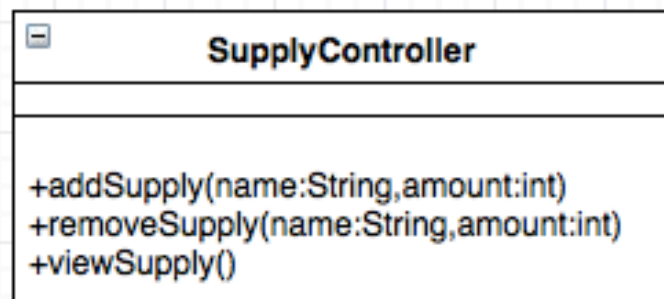 SupplyController
+addSupply(name:String,amount:int)
+removeSupply(name:String,amount:int)
+viewSupply()